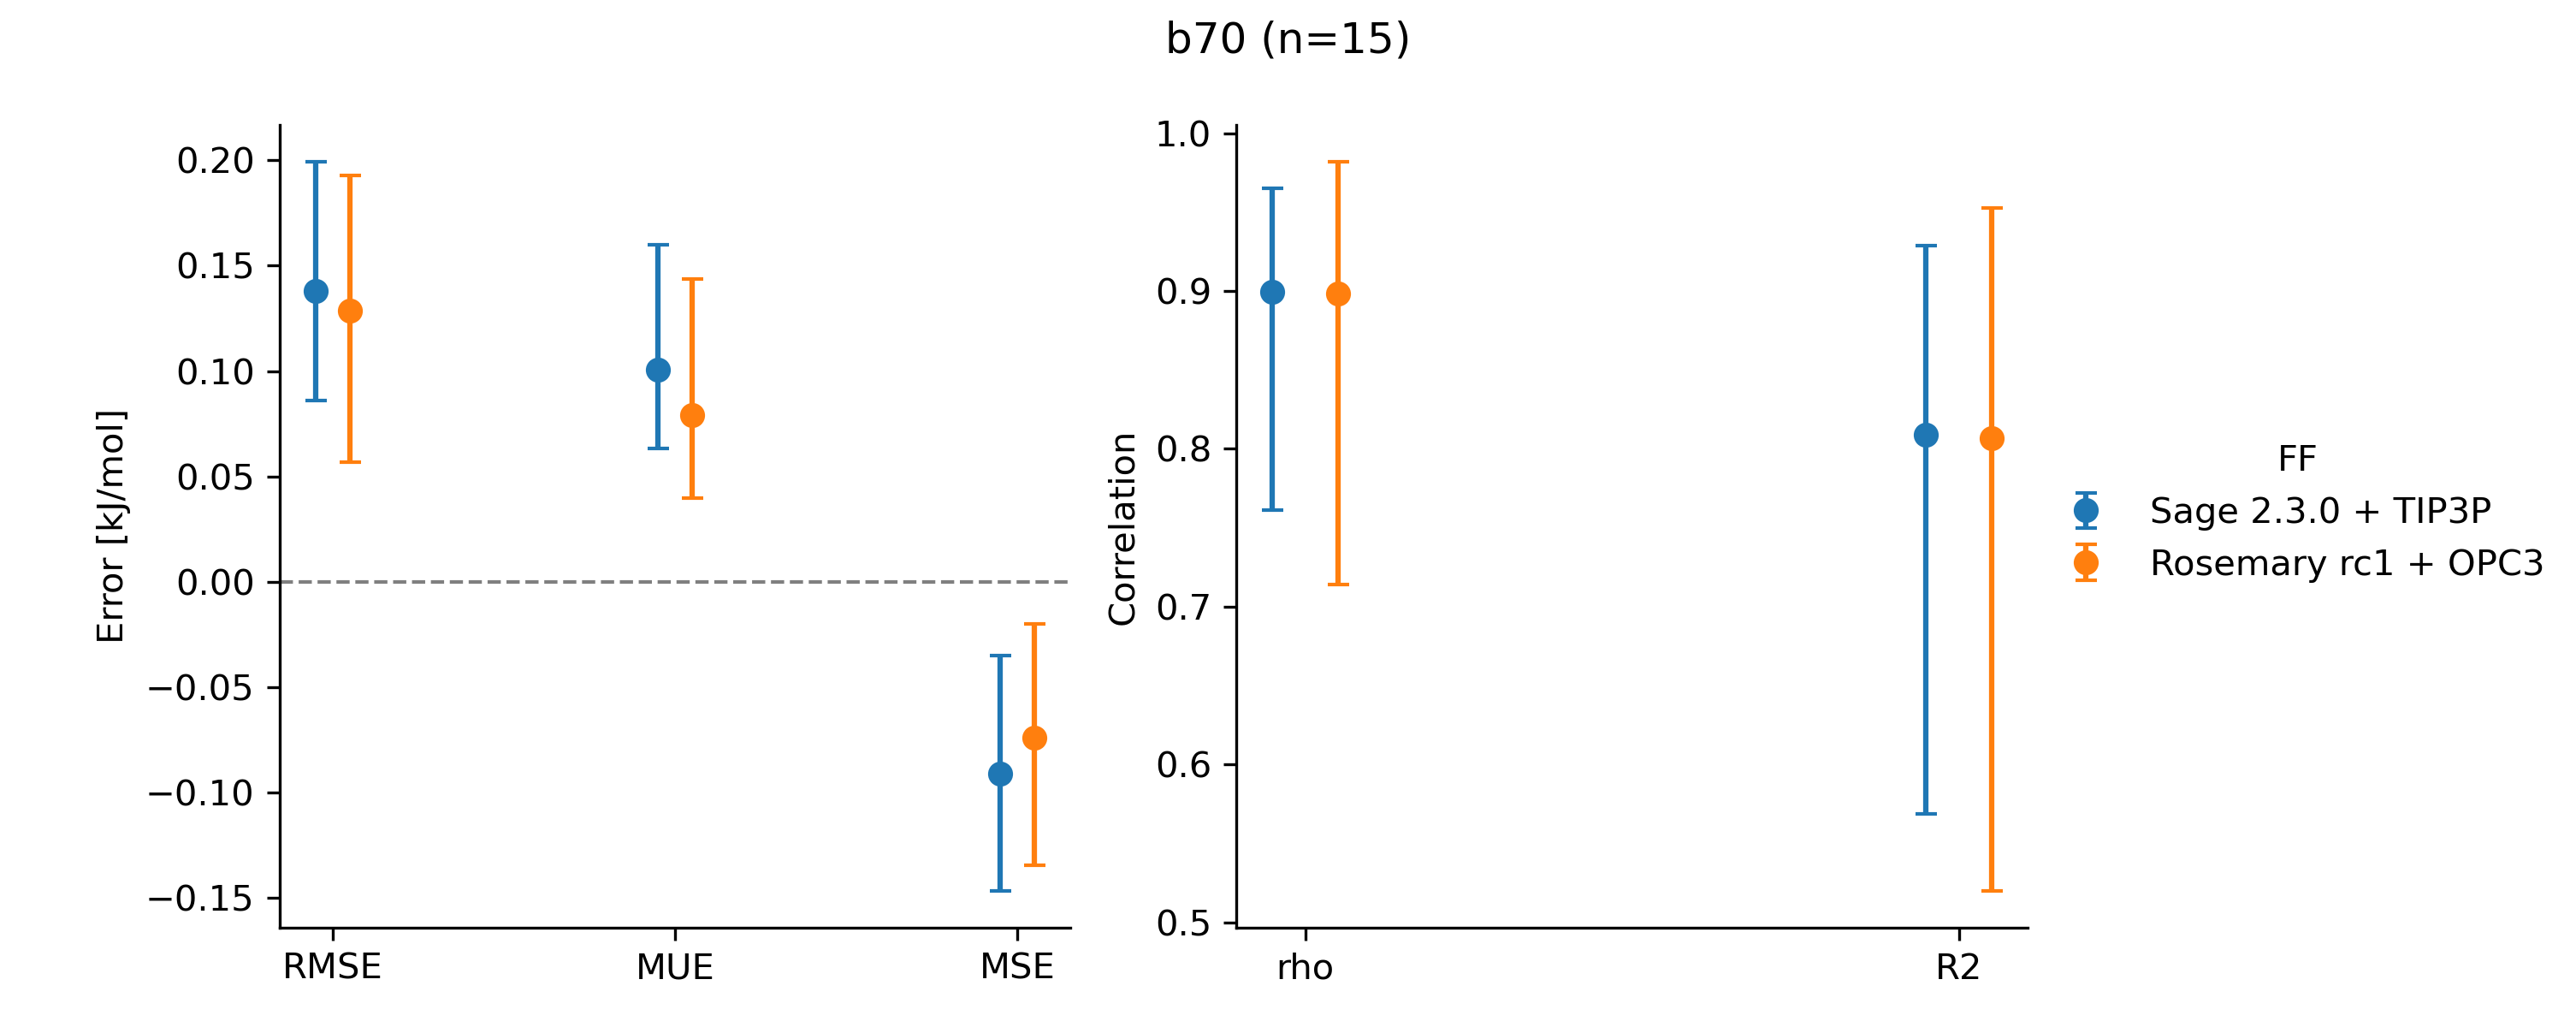 b70 (n=15)
Error [kJ/mol]
0.20
0.15
0.10
0.05
0.00
−0.05
−0.10
−0.15
RMSE MUE MSE
Correlation
1.0
0.9
0.8
0.7
0.6
0.5
rho R2
FF
Sage 2.3.0 + TIP3P
Rosemary rc1 + OPC3